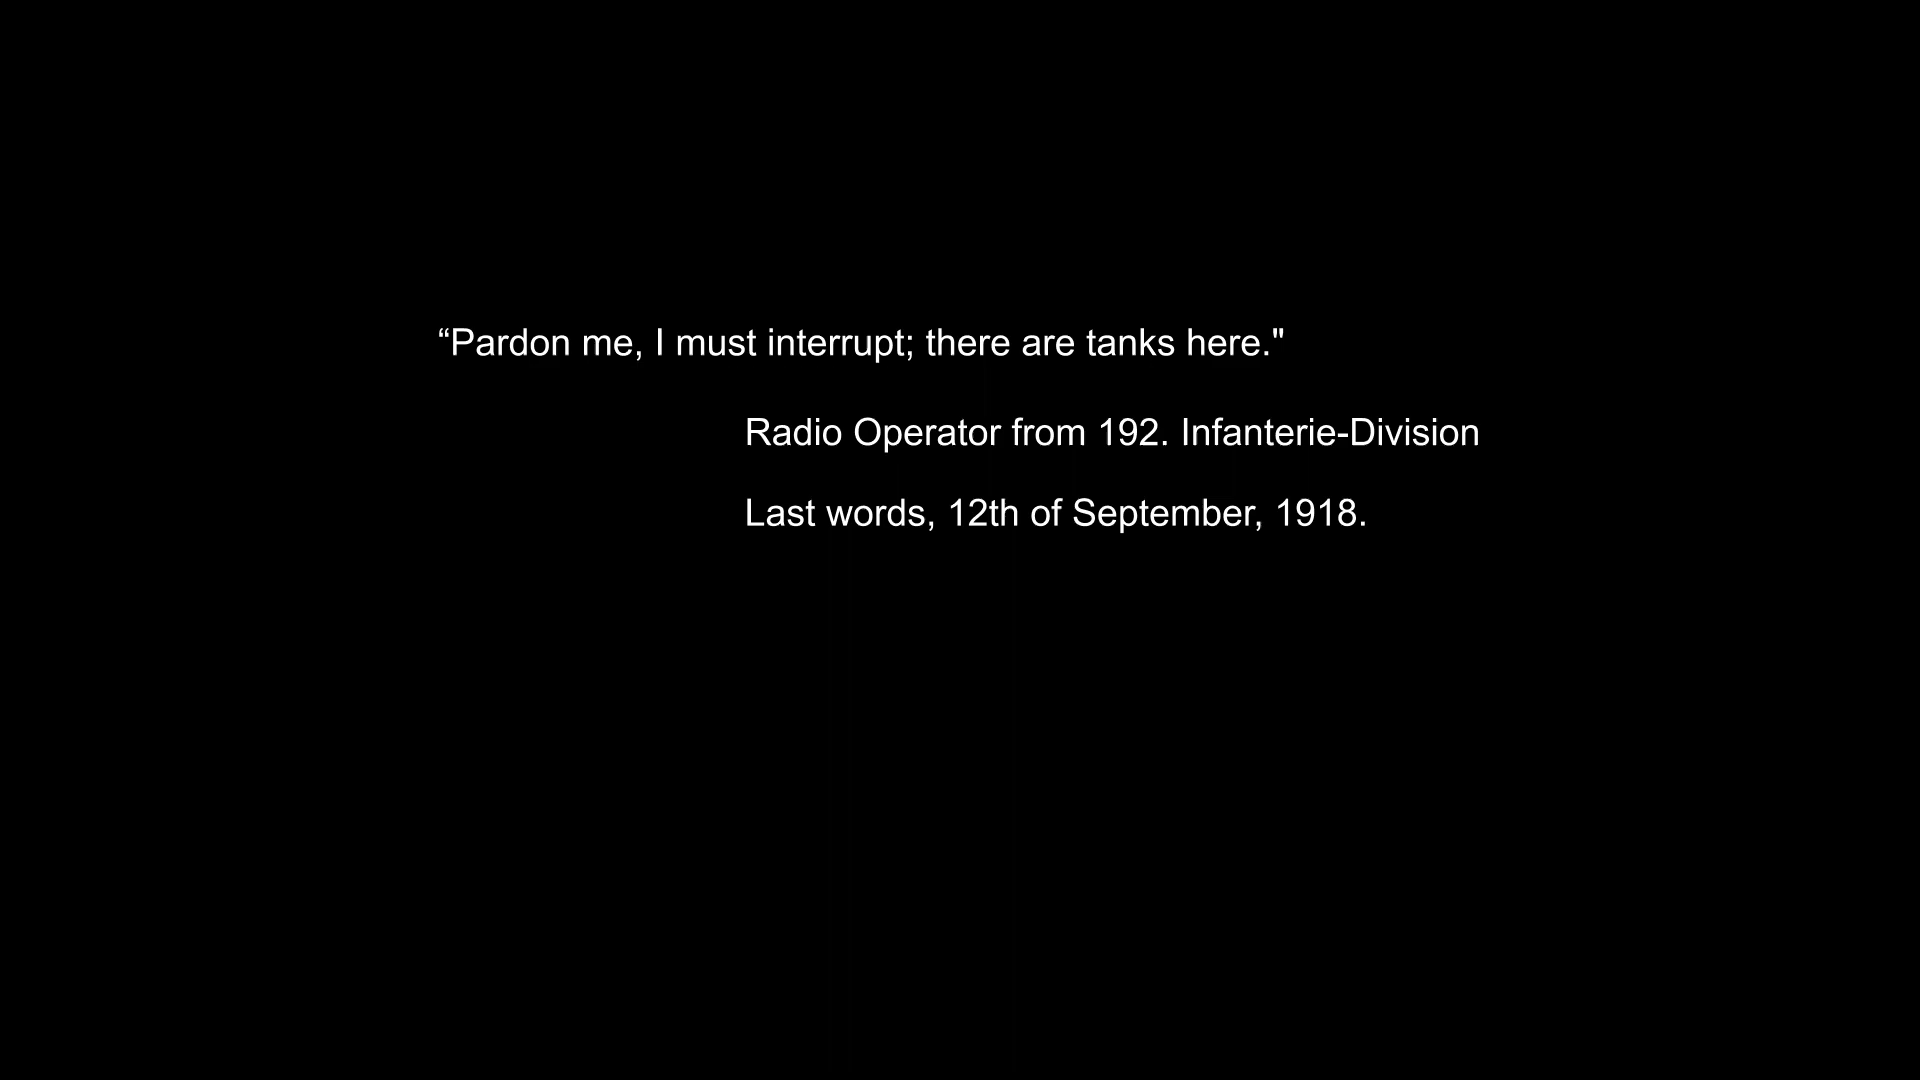 “Pardon me, I must interrupt; there are tanks here."
Radio Operator from 192. Infanterie-Division
Last words, 12th of September, 1918.